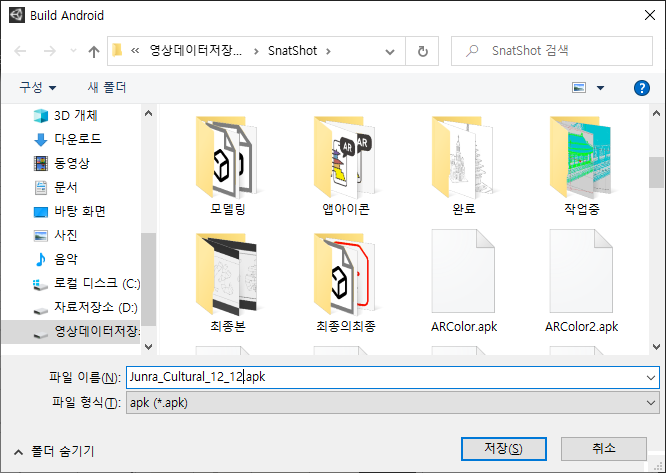 Build Android
« 영상데이터저장... > SnatShot >
SnatShot 검색
구성
새 폴더
?
3D 개체
다운로드
동영상
문서
바탕 화면
사진
음악
로컬 디스크 (C:)
자료저장소 (D:)
영상데이터저장
AR
모델링
앱아이콘
완료
작업중
최종본
최종의최종
ARColor.apk
ARColor2.apk
파일 이름(N):
Junra_Cultural_12_12.apk
파일 형식(T):
apk (*.apk)
폴더 숨기기
저장(S)
취소